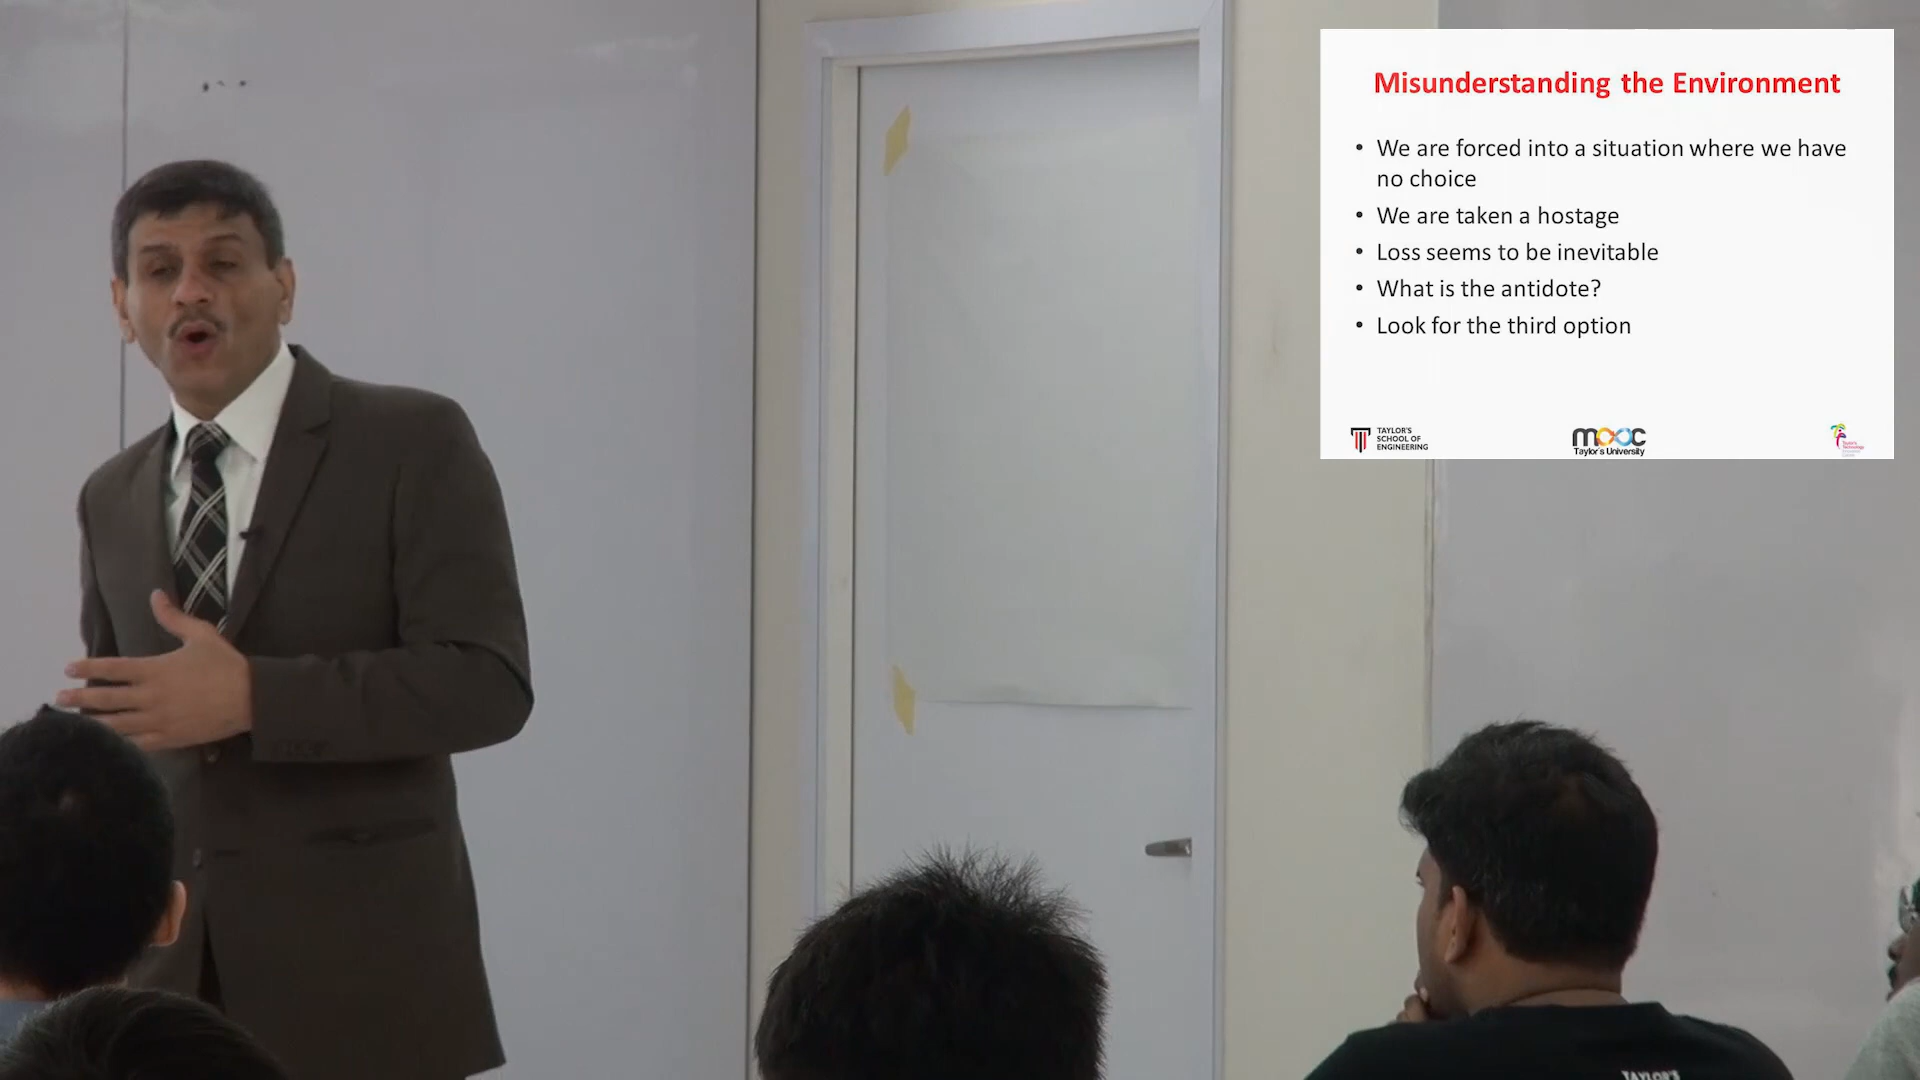 Misunderstanding the Environment
• We are forced into a situation where we have
no choice
• We are taken a hostage
• Loss seems to be inevitable
• What is the antidote?
• Look for the third option
TAYLOR'S
SCHOOL OF
ENGINEERING
mooc
Taylor's University
TAYLOR'S